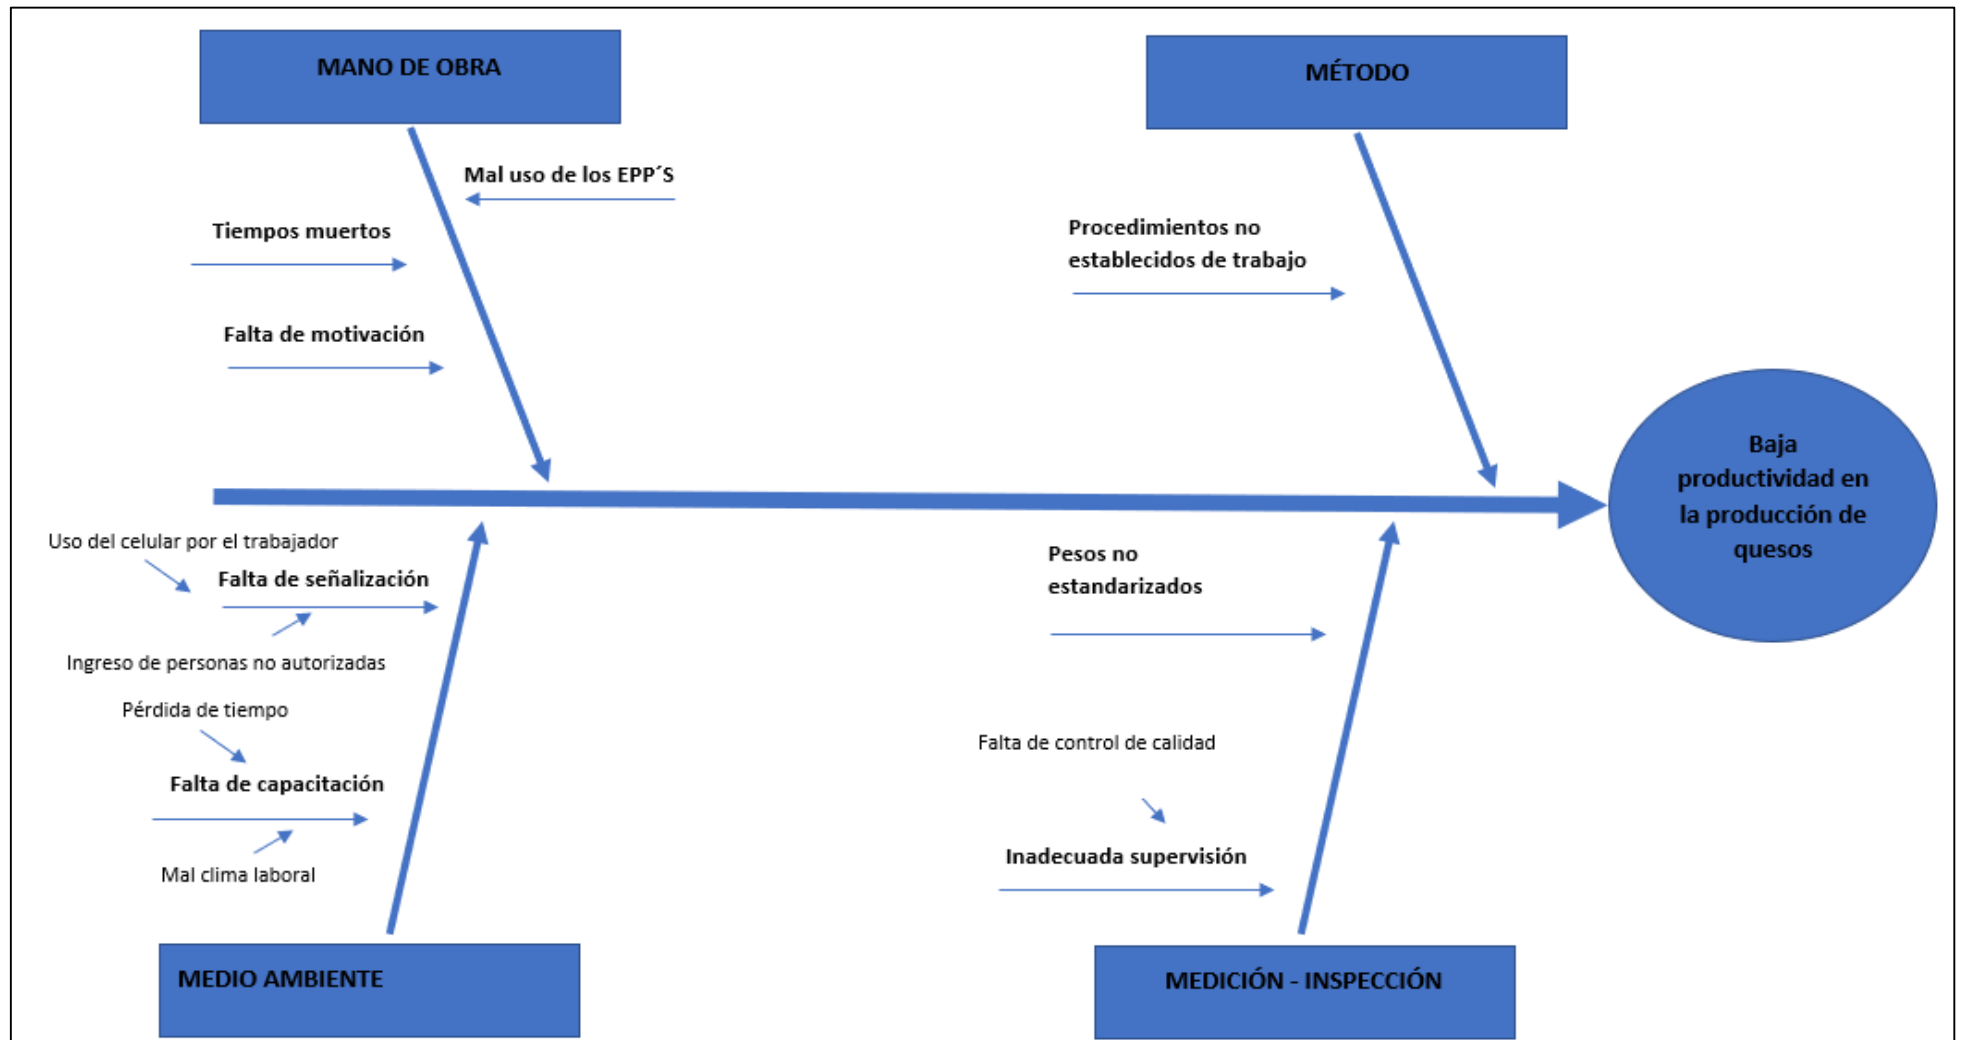 MANO DE OBRA
MÉTODO
Mal uso de los EPP´S
Tiempos muertos
Falta de motivación
Procedimientos no
establecidos de trabajo
Baja
productividad en
la producción de
quesos
Uso del celular por el trabajador
Falta de señalización
Ingreso de personas no autorizadas
Pérdida de tiempo
Falta de capacitación
Mal clima laboral
Pesos no
estandarizados
Falta de control de calidad
Inadecuada supervisión
MEDIO AMBIENTE
MEDICIÓN - INSPECCIÓN